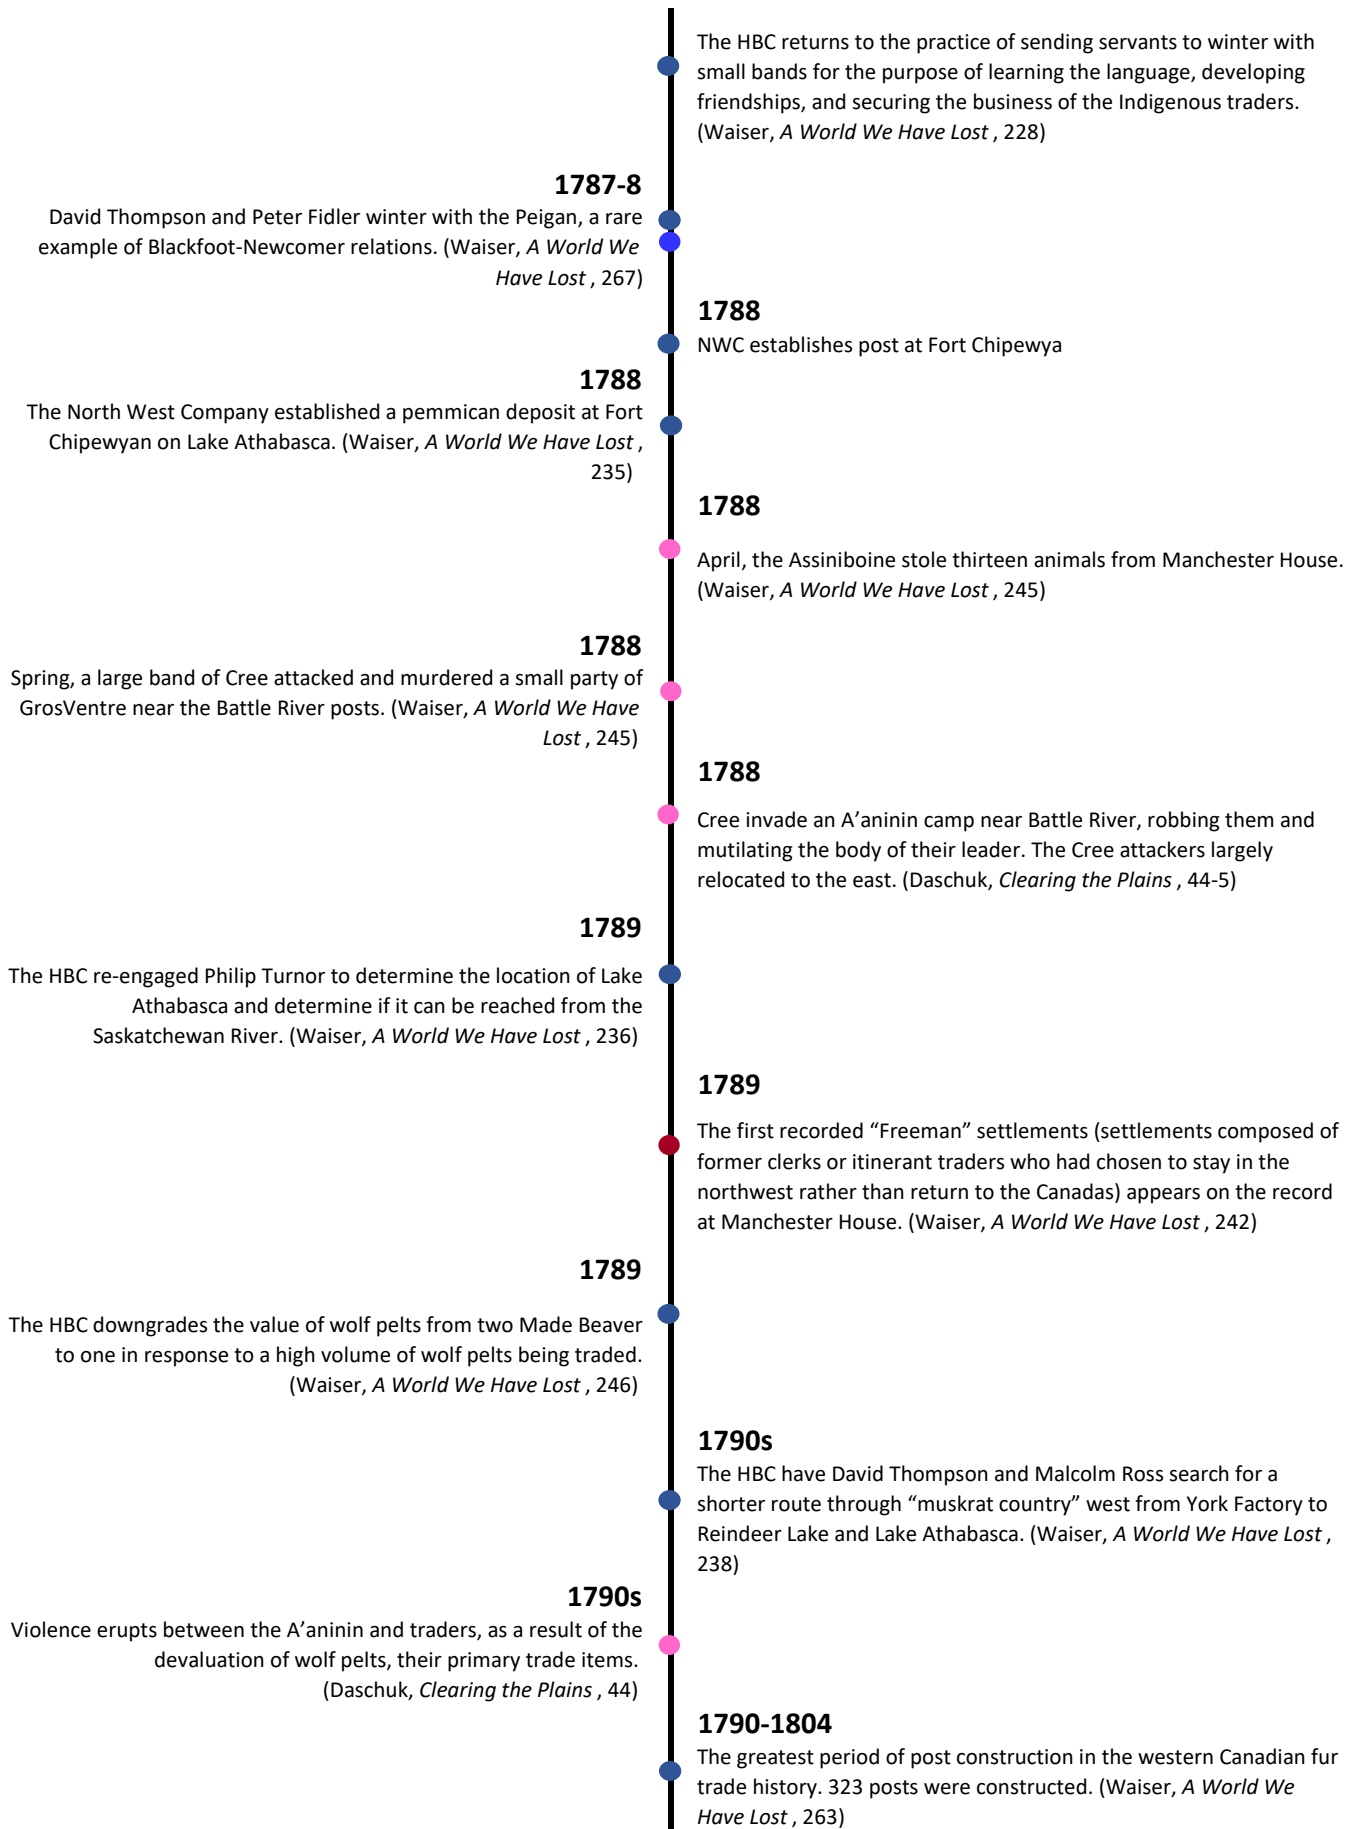 The HBC returns to the practice of sending servants to winter with
small bands for the purpose of learning the language, developing
friendships, and securing the business of the Indigenous traders.
(Waiser, A World We Have Lost , 228)
1787-8
David Thompson and Peter Fidler winter with the Peigan, a rare
example of Blackfoot-Newcomer relations. (Waiser, A World We
Have Lost , 267)
1788
NWC establishes post at Fort Chipewya
1788
The North West Company established a pemmican deposit at Fort
Chipewyan on Lake Athabasca. (Waiser, A World We Have Lost ,
235)
1788
April, the Assiniboine stole thirteen animals from Manchester House.
(Waiser, A World We Have Lost , 245)
1788
Spring, a large band of Cree attacked and murdered a small party of
GrosVentre near the Battle River posts. (Waiser, A World We Have
Lost , 245)
1788
Cree invade an A’aninin camp near Battle River, robbing them and
mutilating the body of their leader. The Cree attackers largely
relocated to the east. (Daschuk, Clearing the Plains , 44-5)
1789
The HBC re-engaged Philip Turnor to determine the location of Lake
Athabasca and determine if it can be reached from the
Saskatchewan River. (Waiser, A World We Have Lost , 236)
1789
The first recorded “Freeman” settlements (settlements composed of
former clerks or itinerant traders who had chosen to stay in the
northwest rather than return to the Canadas) appears on the record
at Manchester House. (Waiser, A World We Have Lost , 242)
1789
The HBC downgrades the value of wolf pelts from two Made Beaver
to one in response to a high volume of wolf pelts being traded.
(Waiser, A World We Have Lost , 246)
1790s
The HBC have David Thompson and Malcolm Ross search for a
shorter route through “muskrat country” west from York Factory to
Reindeer Lake and Lake Athabasca. (Waiser, A World We Have Lost ,
238)
1790s
Violence erupts between the A’aninin and traders, as a result of the
devaluation of wolf pelts, their primary trade items.
(Daschuk, Clearing the Plains , 44)
1790-1804
The greatest period of post construction in the western Canadian fur
trade history. 323 posts were constructed. (Waiser, A World We
Have Lost , 263)